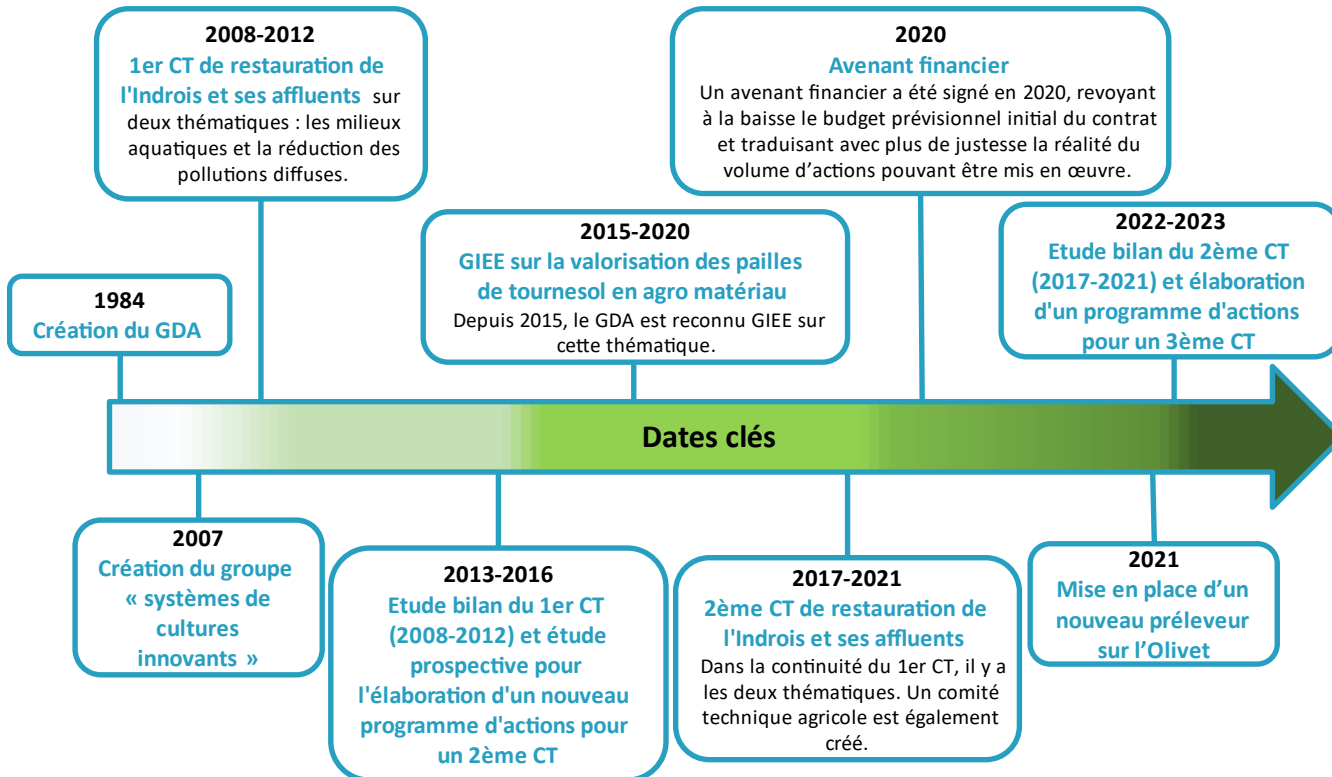 2008-2012
1er CT de restauration de
l'Indrois et ses affluents sur
deux thématiques : les milieux
aquatiques et la réduction des
pollutions diffuses.
2020
Avenant financier
Un avenant financier a été signé en 2020, revoyant
à la baisse le budget prévisionnel initial du contrat
et traduisant avec plus de justesse la réalité du
volume d’actions pouvant être mis en œuvre.
1984
Création du GDA
2015-2020
GIEE sur la valorisation des pailles
de tournesol en agro matériau
Depuis 2015, le GDA est reconnu GIEE sur
cette thématique.
2022-2023
Etude bilan du 2ème CT
(2017-2021) et élaboration
d'un programme d'actions
pour un 3ème CT
Dates clés
2007
Création du groupe
« systèmes de
cultures
innovants »
2013-2016
Etude bilan du 1er CT
(2008-2012) et étude
prospective pour
l'élaboration d'un nouveau
programme d'actions pour
un 2ème CT
2017-2021
2ème CT de restauration de
l'Indrois et ses affluents
Dans la continuité du 1er CT, il y a
les deux thématiques. Un comité
technique agricole est également
créé.
2021
Mise en place d’un
nouveau préleveur
sur l’Olivet